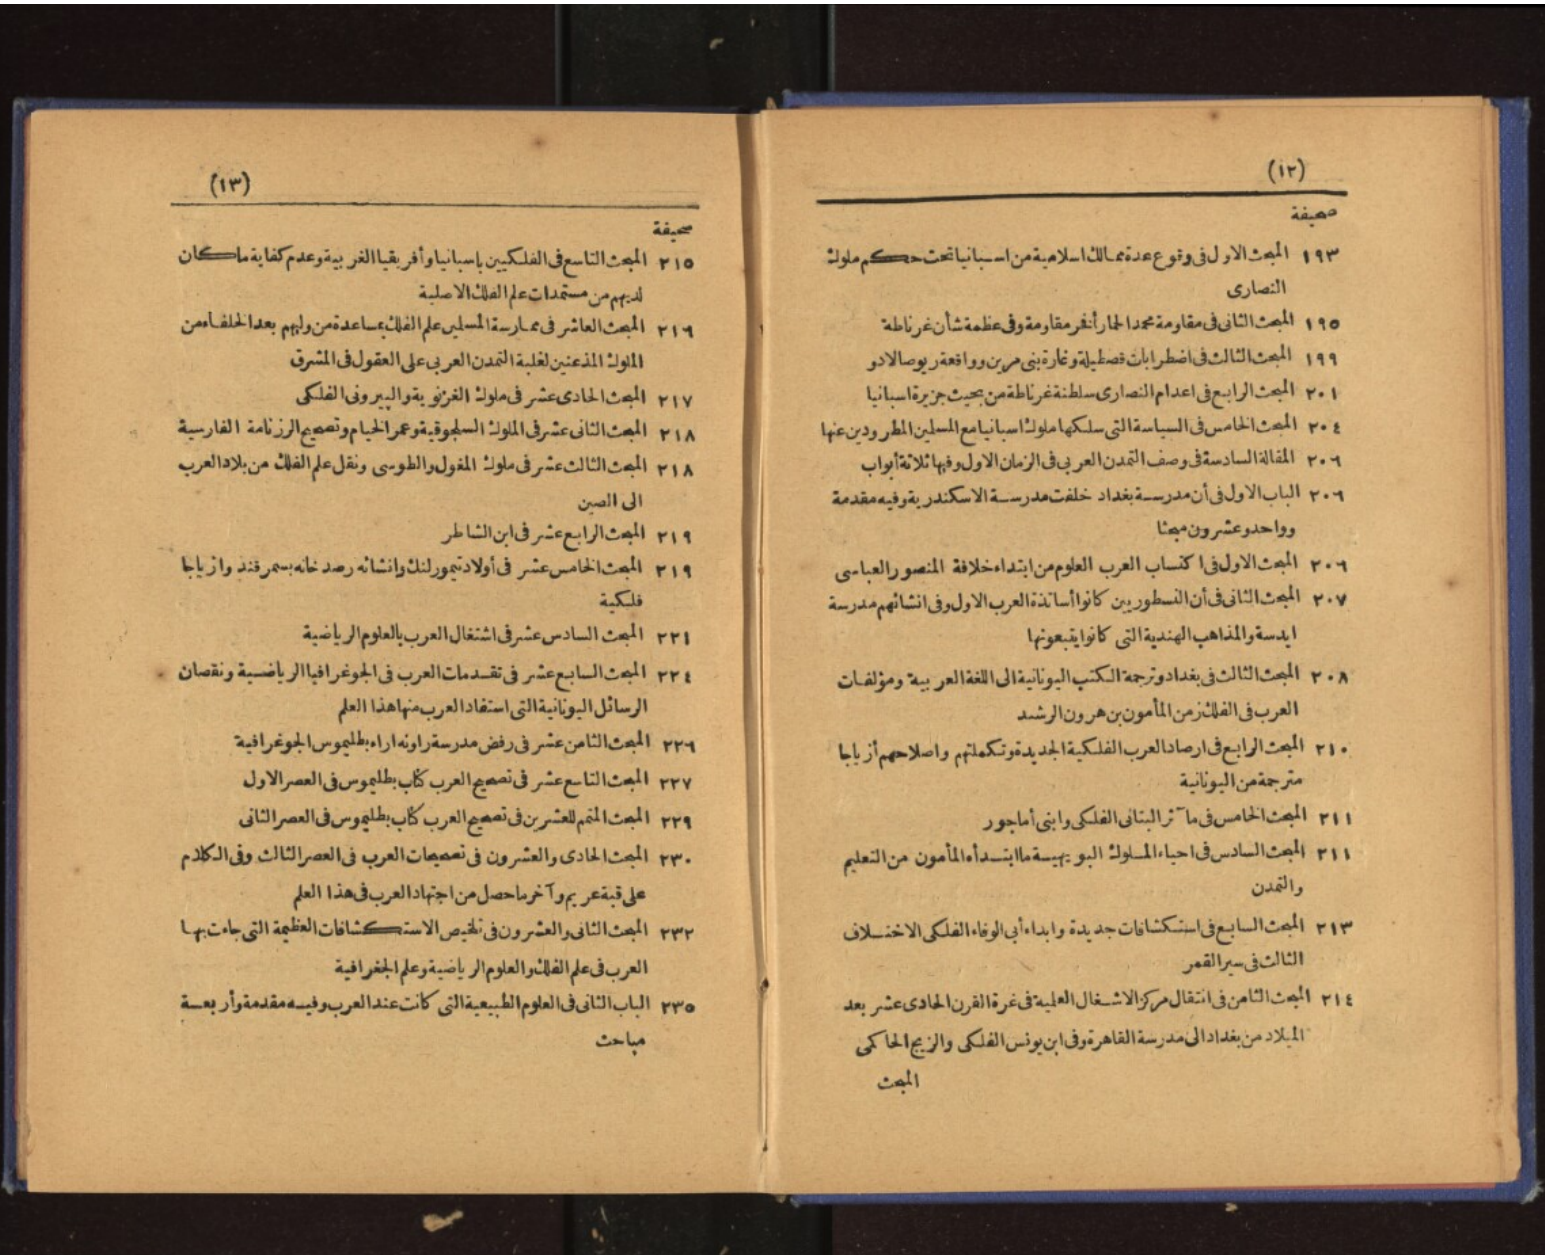 (١٢)
صحيفة
١٩٣ المبحث الاول فى وقوع عدة ممالك اسلامية من اسبانيا تحت حكم ملوك
النصارى
١٩٥ المبحث الثانى فى مقاومة محمد الحمار أنفر مقاومة وفى عظمة شأن غرناطة
١٩٩ المبحث الثالث فى اضطرابات قصطيلة وغارة بنى مرين وواقعة ريوصالادو
٢٠١ المبحث الرابع فى اعدام النصارى سلطنة غرناطة من بحيث جزيرة اسبانيا
٢٠٤ المبحث الخامس فى السياسة التى سلكها ملوك اسبانيا مع المسلمين المطرودين عنها
٢٠٦ المقالة السادسة فى وصف التمدن العربى فى الزمان الاول وفيها ثلاثة أبواب
٢٠٦ الباب الاول فى أن مدرسة بغداد خلفت مدرسة الاسكندرية وفيه مقدمة
وواحد وعشرون مبحثا
٢٠٦ المبحث الاول فى اكتساب العرب العلوم من ابتداء خلافة المنصور العباسى
٢٠٧ المبحث الثانى فى أن النسطوريين كانوا أساتذة العرب الاول وفى انشائهم مدرسة
ايدسة والمذاهب الهندية التى كانوا يتبعونها
٢٠٨ المبحث الثالث فى بغداد وترجمة الكتب اليونانية الى اللغة العربية ومؤلفات
العرب فى الفلك زمن المأمون بن هرون الرشيد
٢١٠ المبحث الرابع فى ارصاد العرب الفلكية الجديدة وتكملتهم واصلاحهم أزياجا
مترجمة من اليونانية
٢١١ المبحث الخامس فى مآثر البتانى الفلكى وابنى أماجور
٢١١ المبحث السادس فى احياء الملوك البويهية ما ابتدأه المأمون من التعليم
والتمدن
٢١٣ المبحث السابع فى استكشافات جديدة وابداء أبى الوفاء الفلكى الاختلاف
الثالث فى سير القمر
٢١٤ المبحث الثامن فى انتقال مركز الاشغال العلمية فى غرة القرن الحادى عشر بعد
الميلاد من بغداد الى مدرسة القاهرة وفى ابن يونس الفلكى والزيج الحاكمى
المبحث
(١٣)
صحيفة
٢١٥ المبحث التاسع فى الفلكيين باسبانيا وأفريقيا الغربية وعدم كفاية ما كان
لديهم من مستمدات علم الفلك الاصلية
٢١٦ المبحث العاشر فى ممارسة المسلمين علم الفلك بمساعدة من وليهم بعد الخلفاء من
الملوك المذعنين لغلبة التمدن العربى على العقول فى المشرق
٢١٧ المبحث الحادى عشر فى ملوك الغزنوية والبيرونى الفلكى
٢١٨ المبحث الثانى عشر فى الملوك السلجوقية وعمر الخيام وتصحيح الرزنامة الفارسية
٢١٨ المبحث الثالث عشر فى ملوك المغول والطوسى ونقل علم الفلك من بلاد العرب
الى الصين
٢١٩ المبحث الرابع عشر فى ابن الشاطر
٢١٩ المبحث الخامس عشر فى أولاد تيمورلنك وانشائه رصد خانه بسمرقند وازياجا
فلكية
٢٢١ المبحث السادس عشر فى اشتغال العرب بالعلوم الرياضية
٢٢٤ المبحث السابع عشر فى تقدمات العرب فى الجوغرافيا الرياضية ونقصان
الرسائل اليونانية التى استفاد العرب منها هذا العلم
٢٢٦ المبحث الثامن عشر فى رفض مدرسة راونه اراء بطليموس الجوغرافية
٢٢٧ المبحث التاسع عشر فى تصحيح العرب كتاب بطليموس فى العصر الاول
٢٢٩ المبحث المتمم للعشرين فى تصحيح العرب كتاب بطليموس فى العصر الثانى
٢٣٠ المبحث الحادى والعشرون فى تصحيحات العرب فى العصر الثالث وفى الكلام
على قبة عريم وآخر ما حصل من اجتهاد العرب فى هذا العلم
٢٣٢ المبحث الثانى والعشرون فى تلخيص الاستكشافات العظيمة التى جاءت بها
العرب فى علم الفلك والعلوم الرياضية وعلم الجغرافية
٢٣٥ الباب الثانى فى العلوم الطبيعية التى كانت عند العرب وفيه مقدمة وأربعة
مباحث